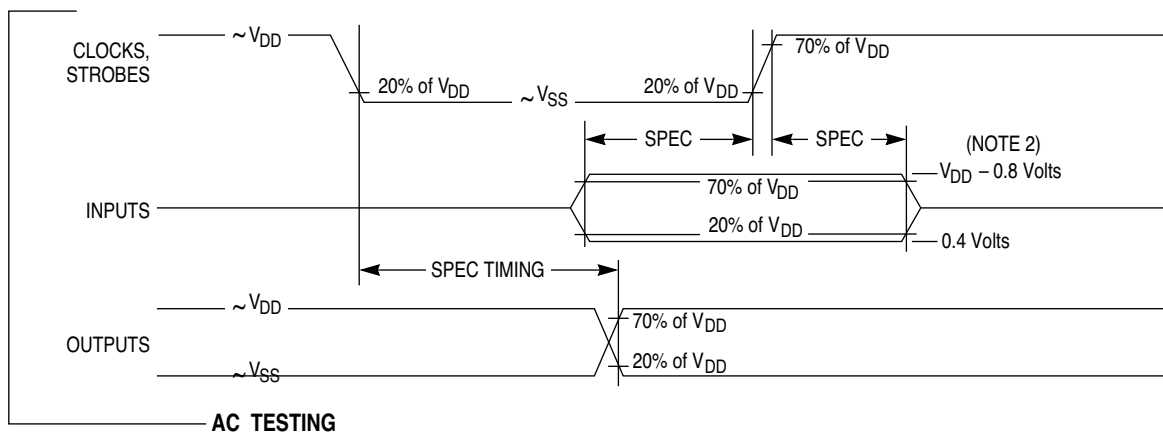 CLOCKS,
STROBES
~ VDD
20% of VDD
~ VSS
20% of VDD
70% of VDD
SPEC
SPEC
(NOTE 2)
VDD – 0.8 Volts
INPUTS
70% of VDD
20% of VDD
0.4 Volts
SPEC TIMING
OUTPUTS
~ VDD
70% of VDD
20% of VDD
~ VSS
AC TESTING